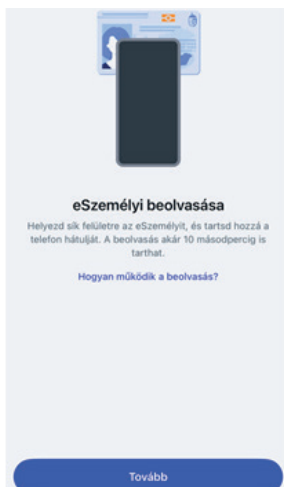 eSzemélyi beolvasása
Helyezd sík felületre az eSzemélyit, és tartsd hozzá a
telefon hátulját. A beolvasás akár 10 másodpercig is
tarthat.
Hogyan működik a beolvasás?
Tovább